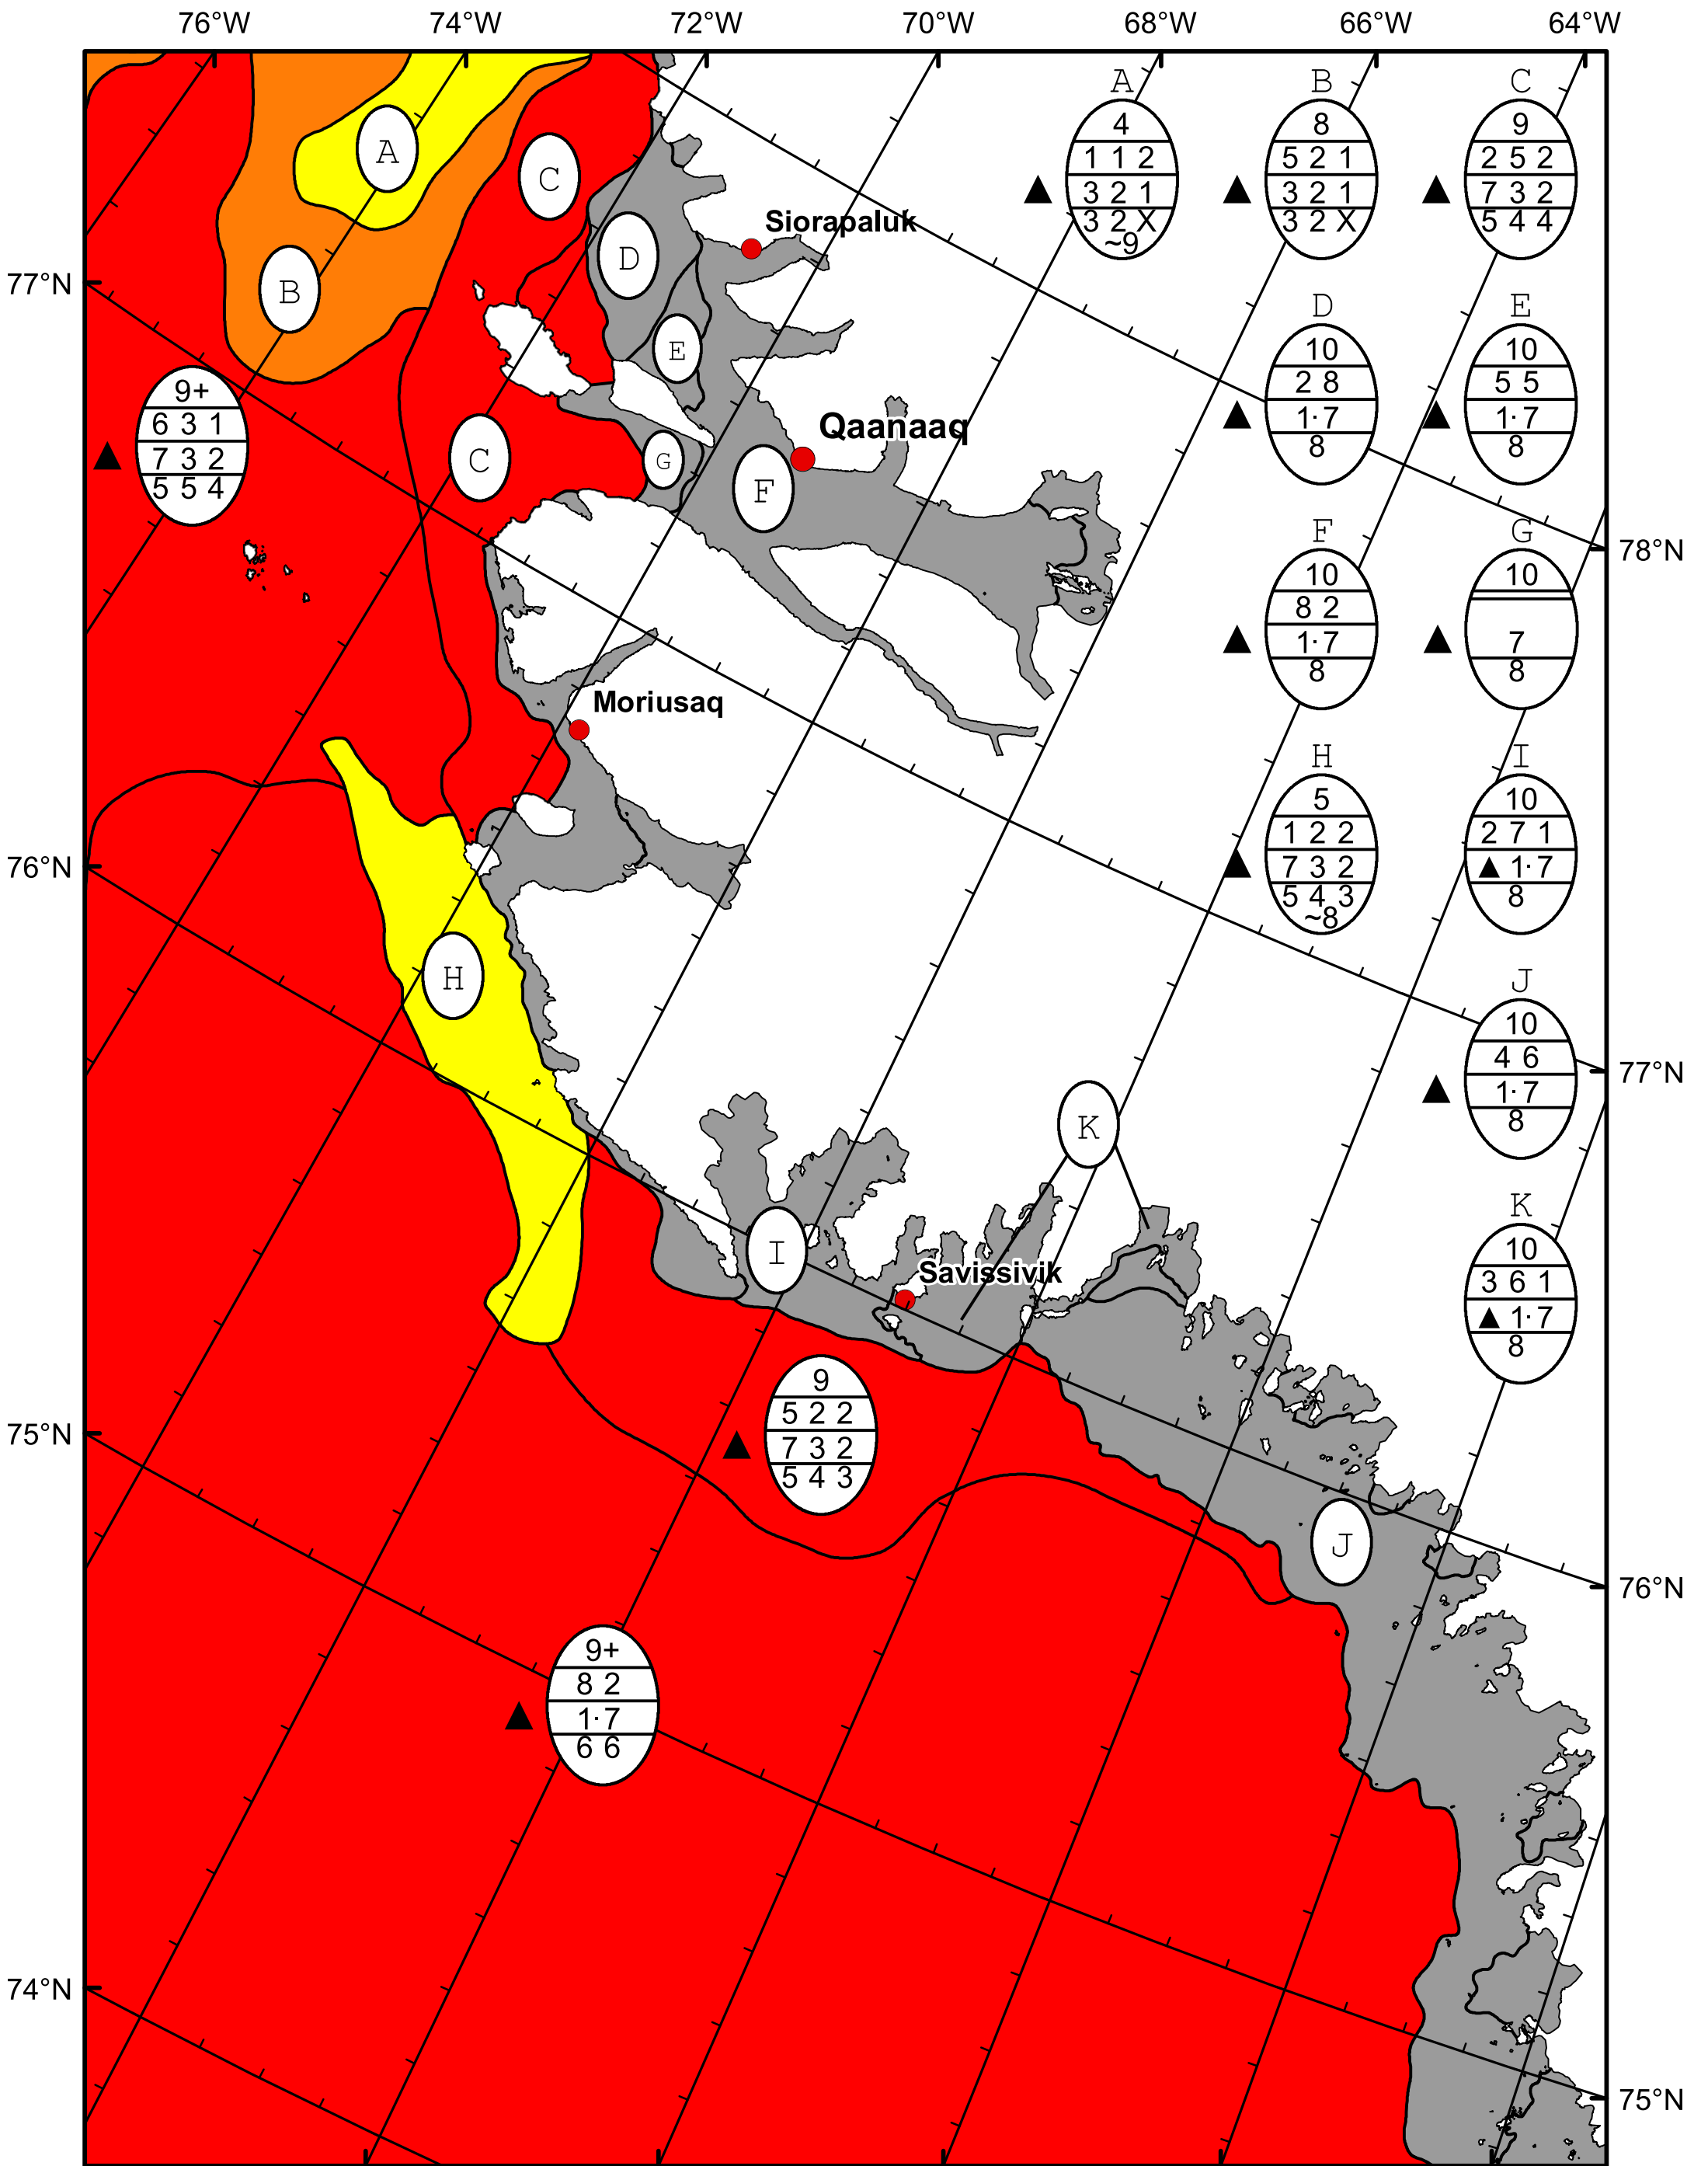 76°W 74°W 72°W 70°W 68°W 66°W 64°W
A B C
4 8 9
1 1 2 5 2 1 2 5 2
3 2 1 3 2 1 7 3 2
3 2 X 3 2 X 5 4 4
~9
A
C
Siorapaluk
D
77°N
B
D E
10 10
2 8 5 5
1·7 1·7
8 8
E
9+
6 3 1
7 3 2
5 5 4
Qaanaaq
C
G
F
F G
78°N
10 10
8 2
1·7 7
8 8
Moriusaq
H I
5 10
1 2 2 2 7 1
7 3 2 ▲ 1·7
5 4 3 8
~8
76°N
H
J
10
4 6
1·7
8
77°N
K
K
10
3 6 1
▲ 1·7
8
I
Savissivik
9
5 2 2
7 3 2
5 4 3
75°N
J
76°N
9+
8 2
1·7
6 6
74°N
75°N